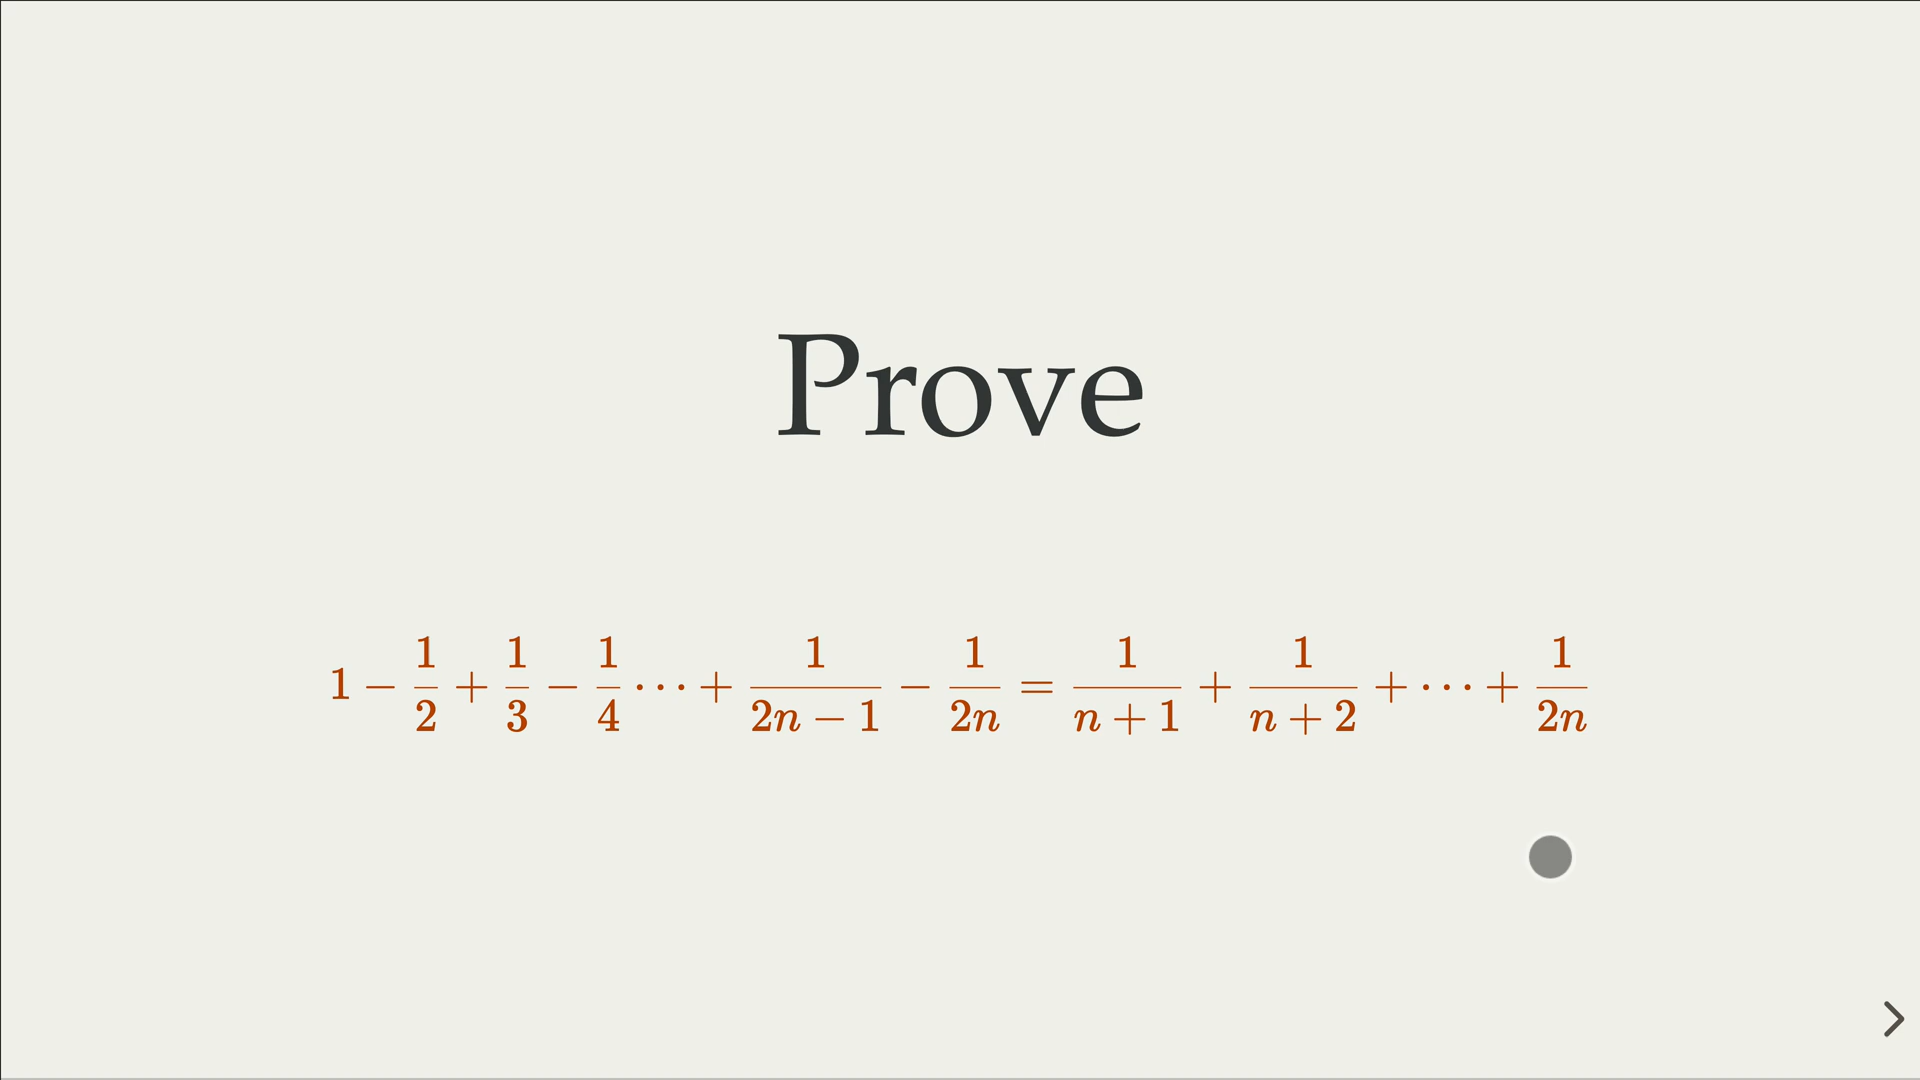 Prove
1 − 1/2 + 1/3 − 1/4 ··· + 1/(2n − 1) − 1/(2n) = 1/(n + 1) + 1/(n + 2) + ··· + 1/(2n)